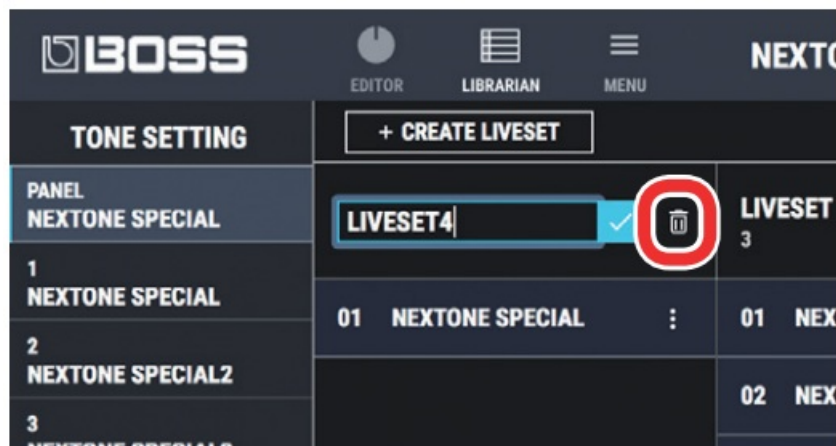 BOSS
EDITOR
LIBRARIAN
MENU
TONE SETTING
+ CREATE LIVESET
PANEL
NEXTONE SPECIAL
1
NEXTONE SPECIAL
2
NEXTONE SPECIAL2
3
LIVESET4
01 NEXTONE SPECIAL
LIVESET
3
01 NEX
02 NEX